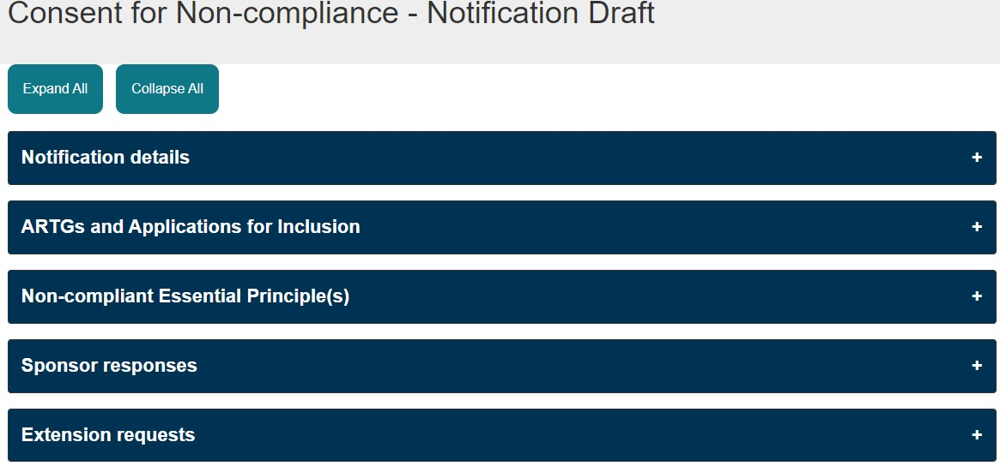 Consent for Non-compliance - Notification Draft
Expand All
Collapse All
Notification details +
ARTGs and Applications for Inclusion +
Non-compliant Essential Principle(s) +
Sponsor responses +
Extension requests +